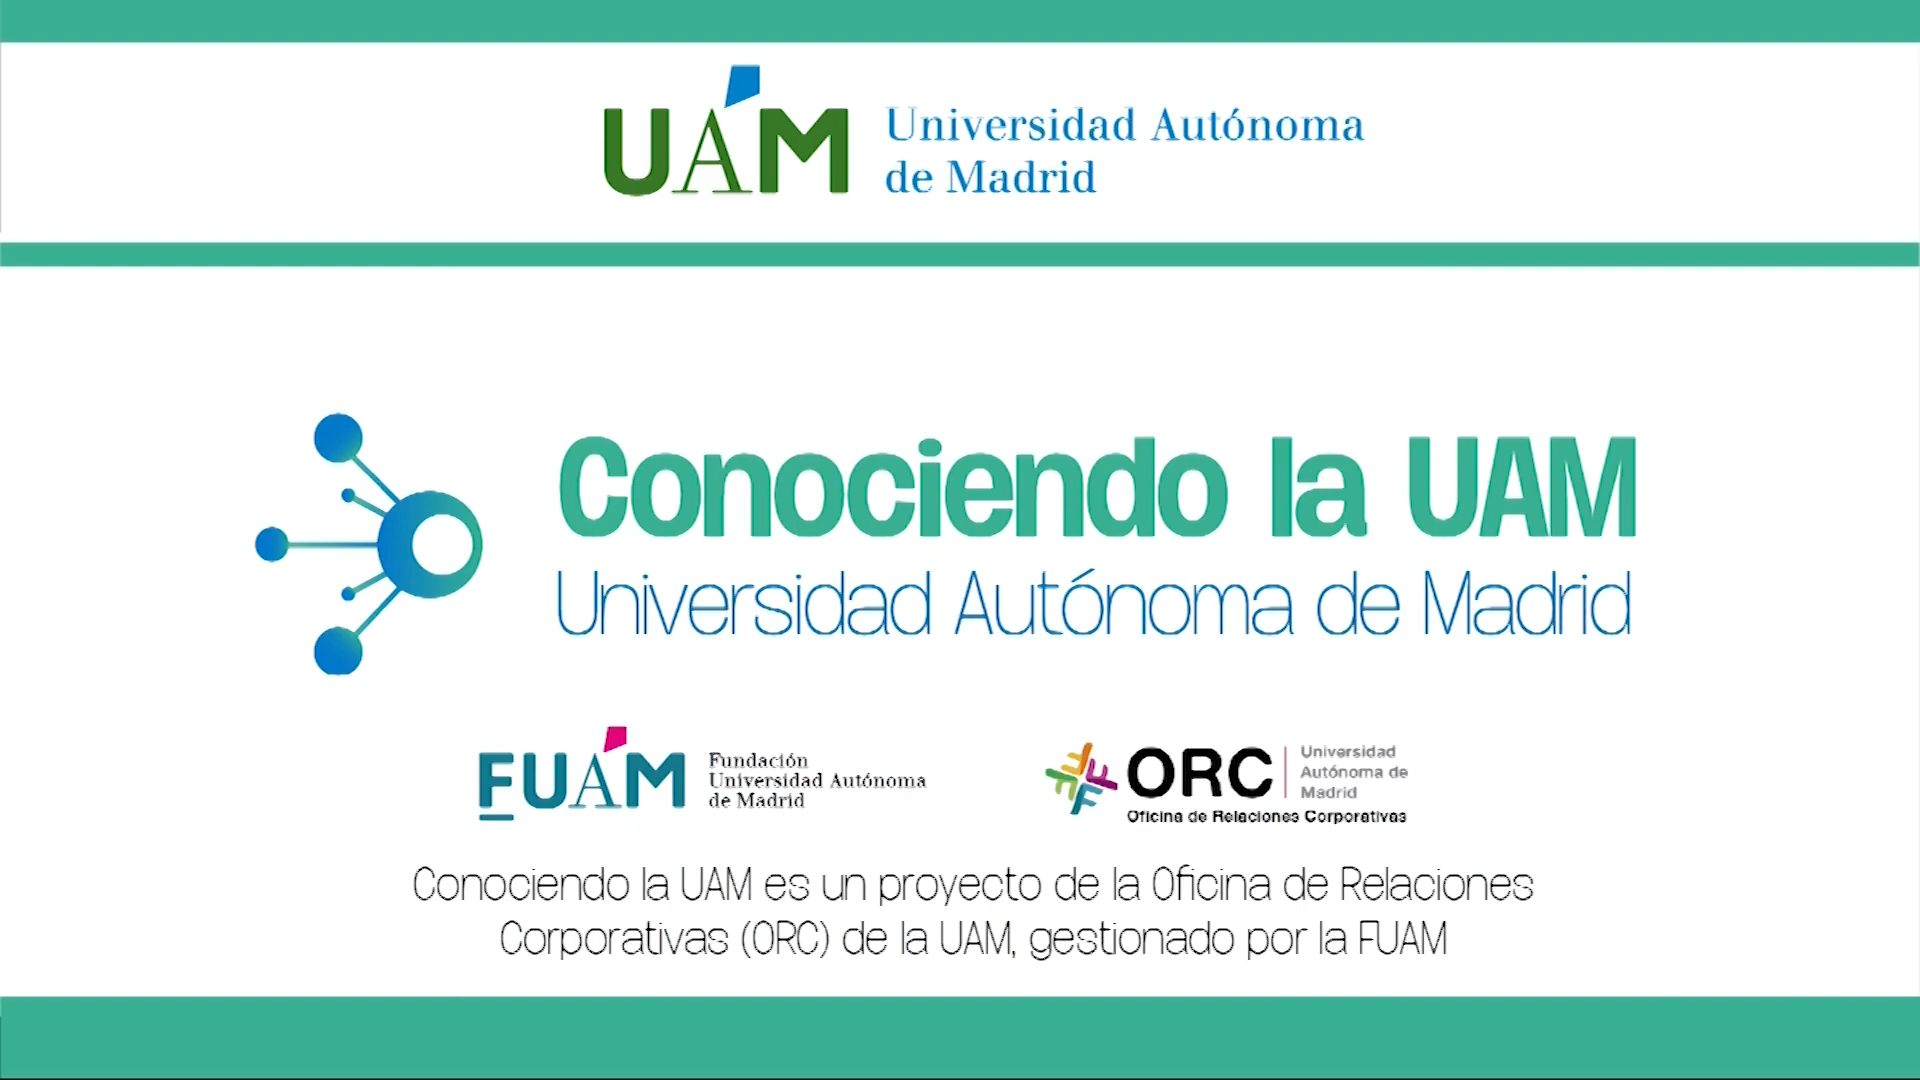 UAM
Universidad Autónoma
de Madrid
Conociendo la UAM
Universidad Autónoma de Madrid
FUAM
Fundación
Universidad Autónoma
de Madrid
ORC
Universidad
Autónoma de
Madrid
Oficina de Relaciones Corporativas
Conociendo la UAM es un proyecto de la Oficina de Relaciones
Corporativas (ORC) de la UAM, gestionado por la FUAM